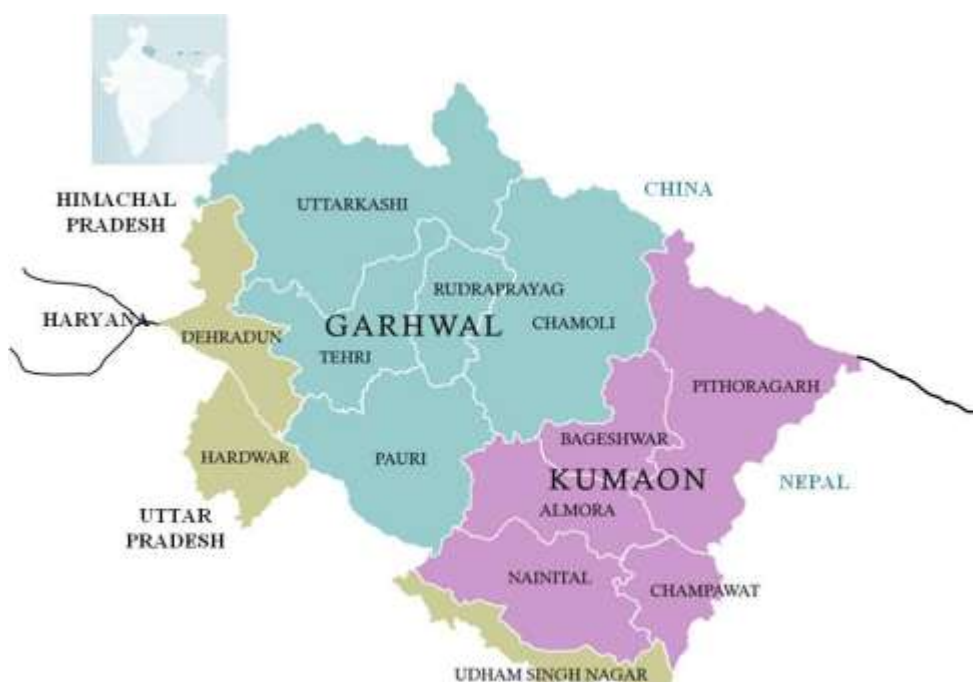 HIMACHAL
PRADESH
CHINA
UTTARKASHI
HARYANA
DEHRADUN
RUDRAPRAYAG
GARHWAL
CHAMOLI
TEHRI
PITHORAGARH
HARDWAR
PAURI
BAGESHWAR
KUMAON
NEPAL
ALMORA
UTTAR
PRADESH
NAINITAL
CHAMPAWAT
UDHAM SINGH NAGAR